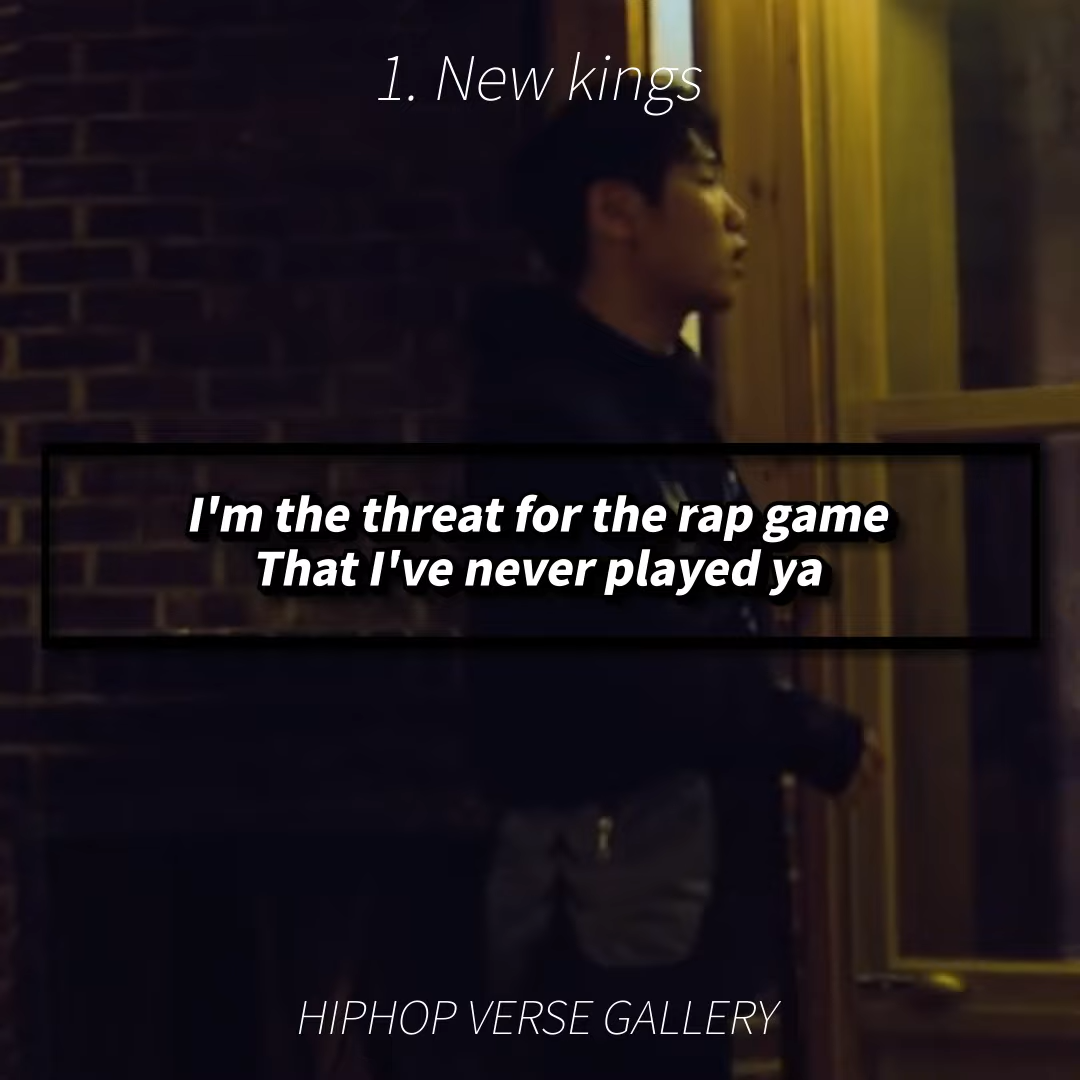 1. New kings
I'm the threat for the rap game
That I've never played ya
HIPHOP VERSE GALLERY